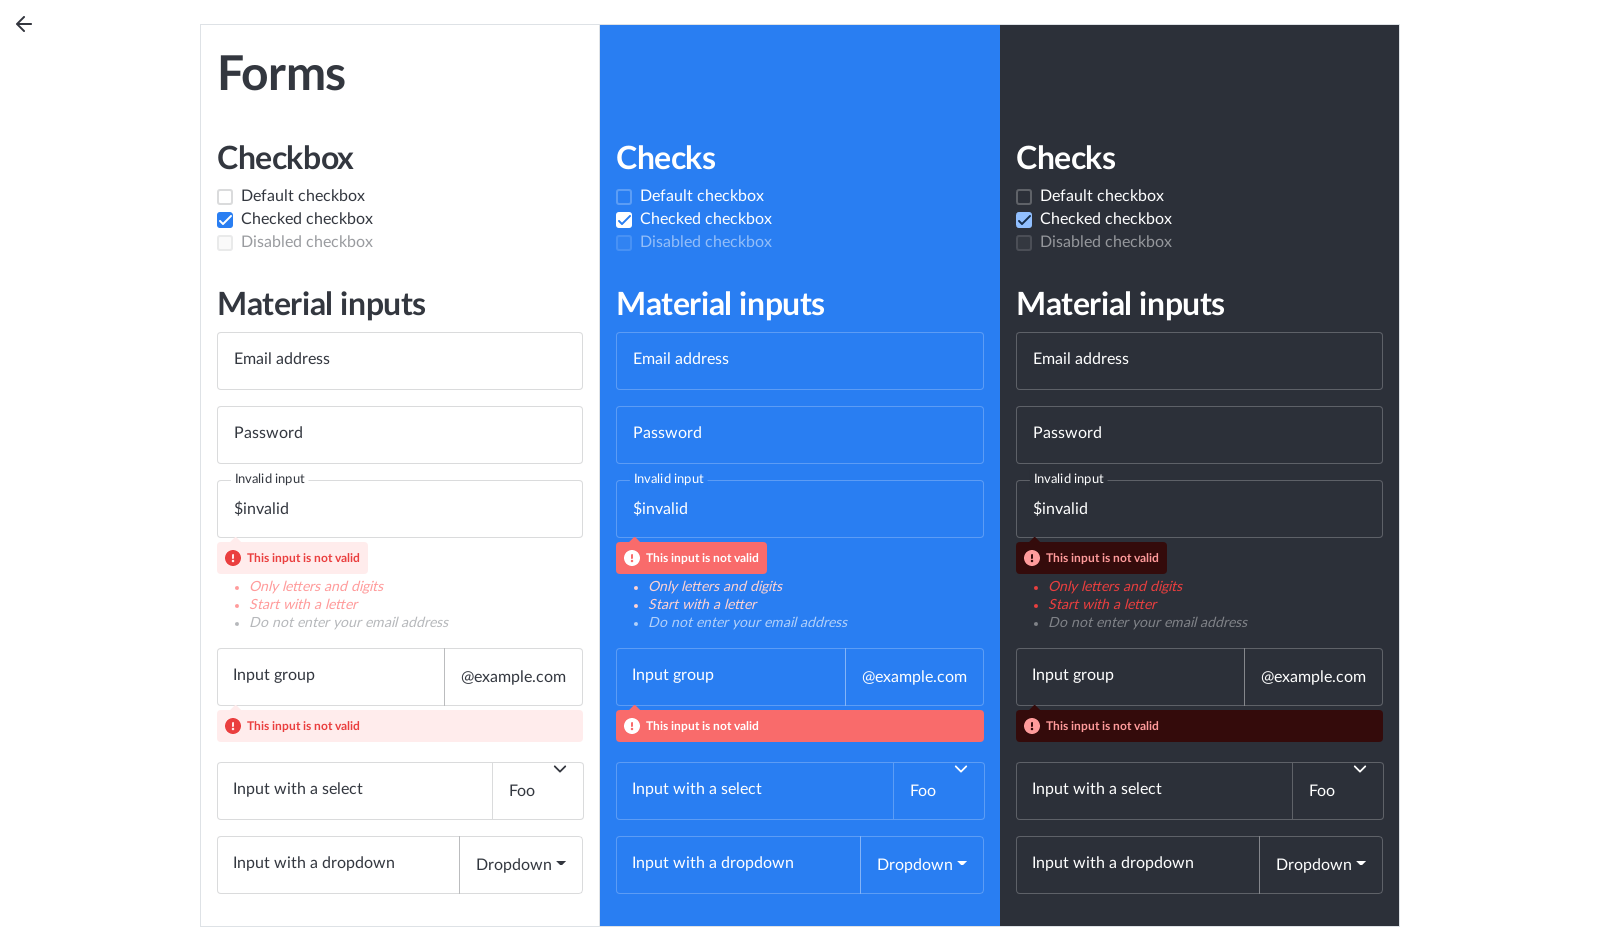 Forms
Checkbox
Default checkbox
Checked checkbox
Disabled checkbox
Material inputs
Email address
Password
Invalid input
$invalid
This input is not valid
Only letters and digits
Start with a letter
Do not enter your email address
Input group
@example.com
This input is not valid
Input with a select
Foo
Input with a dropdown
Dropdown
Checks
Default checkbox
Checked checkbox
Disabled checkbox
Material inputs
Email address
Password
Invalid input
$invalid
This input is not valid
Only letters and digits
Start with a letter
Do not enter your email address
Input group
@example.com
This input is not valid
Input with a select
Foo
Input with a dropdown
Dropdown
Checks
Default checkbox
Checked checkbox
Disabled checkbox
Material inputs
Email address
Password
Invalid input
$invalid
This input is not valid
Only letters and digits
Start with a letter
Do not enter your email address
Input group
@example.com
This input is not valid
Input with a select
Foo
Input with a dropdown
Dropdown